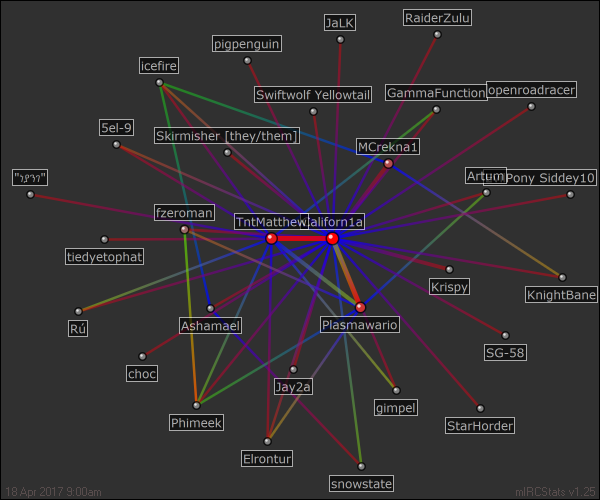 RaiderZulu
JaLK
pigpenguin
icefire
Swiftwolf Yellowtail
GammaFunction
openroadracer
5el-9
Skirmisher [they/them]
MCrekna1
Pony Siddey10
fzeroman
TntMatthew
aliforn1a
tiedyetophat
Krispy
KnightBane
Rú
Ashamael
Plasmawario
SG-58
choc
Jay2a
gimpel
Phimeek
StarHorder
Elrontur
snowstate
18 Apr 2017 9:00am
mIRCStats v1.25